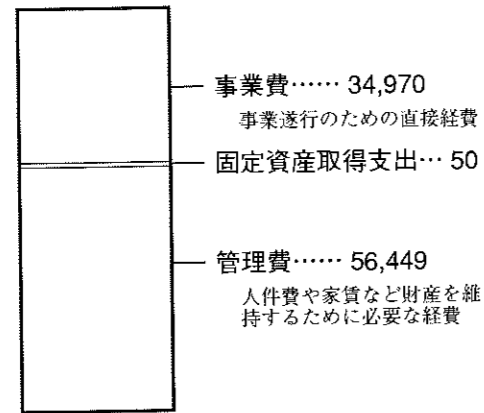 事業費…… 34,970
事業遂行のための直接経費
固定資産取得支出… 50
管理費…… 56,449
人件費や家賃など財産を維
持するために必要な経費